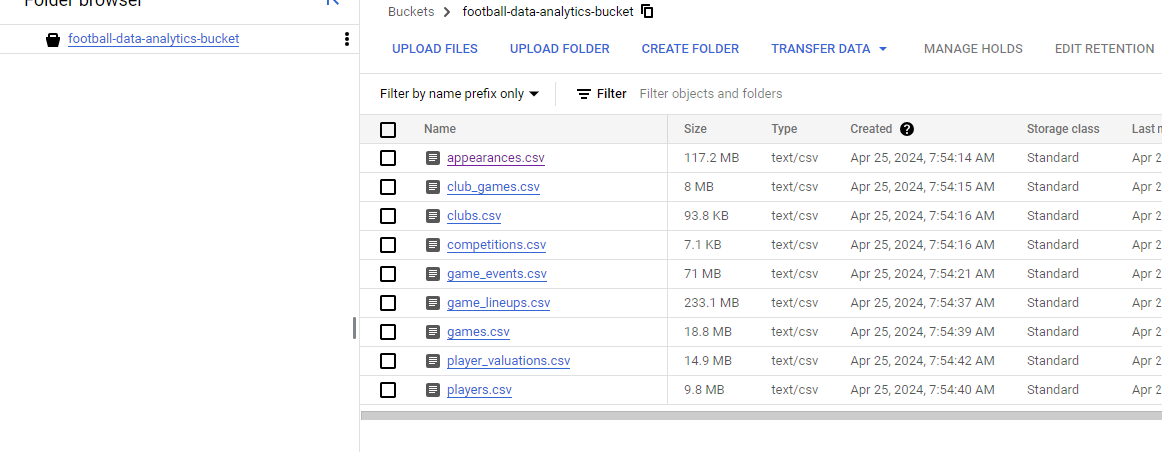 Folder browser
football-data-analytics-bucket
Buckets > football-data-analytics-bucket
UPLOAD FILES UPLOAD FOLDER CREATE FOLDER TRANSFER DATA MANAGE HOLDS EDIT RETENTION
Filter by name prefix only Filter Filter objects and folders
Name Size Type Created ? Storage class Last
appearances.csv 117.2 MB text/csv Apr 25, 2024, 7:54:14 AM Standard Apr 2
club_games.csv 8 MB text/csv Apr 25, 2024, 7:54:15 AM Standard Apr 2
clubs.csv 93.8 KB text/csv Apr 25, 2024, 7:54:16 AM Standard Apr 2
competitions.csv 7.1 KB text/csv Apr 25, 2024, 7:54:16 AM Standard Apr 2
game_events.csv 71 MB text/csv Apr 25, 2024, 7:54:21 AM Standard Apr 2
game_lineups.csv 233.1 MB text/csv Apr 25, 2024, 7:54:37 AM Standard Apr 2
games.csv 18.8 MB text/csv Apr 25, 2024, 7:54:39 AM Standard Apr 2
player_valuations.csv 14.9 MB text/csv Apr 25, 2024, 7:54:42 AM Standard Apr 2
players.csv 9.8 MB text/csv Apr 25, 2024, 7:54:40 AM Standard Apr 2